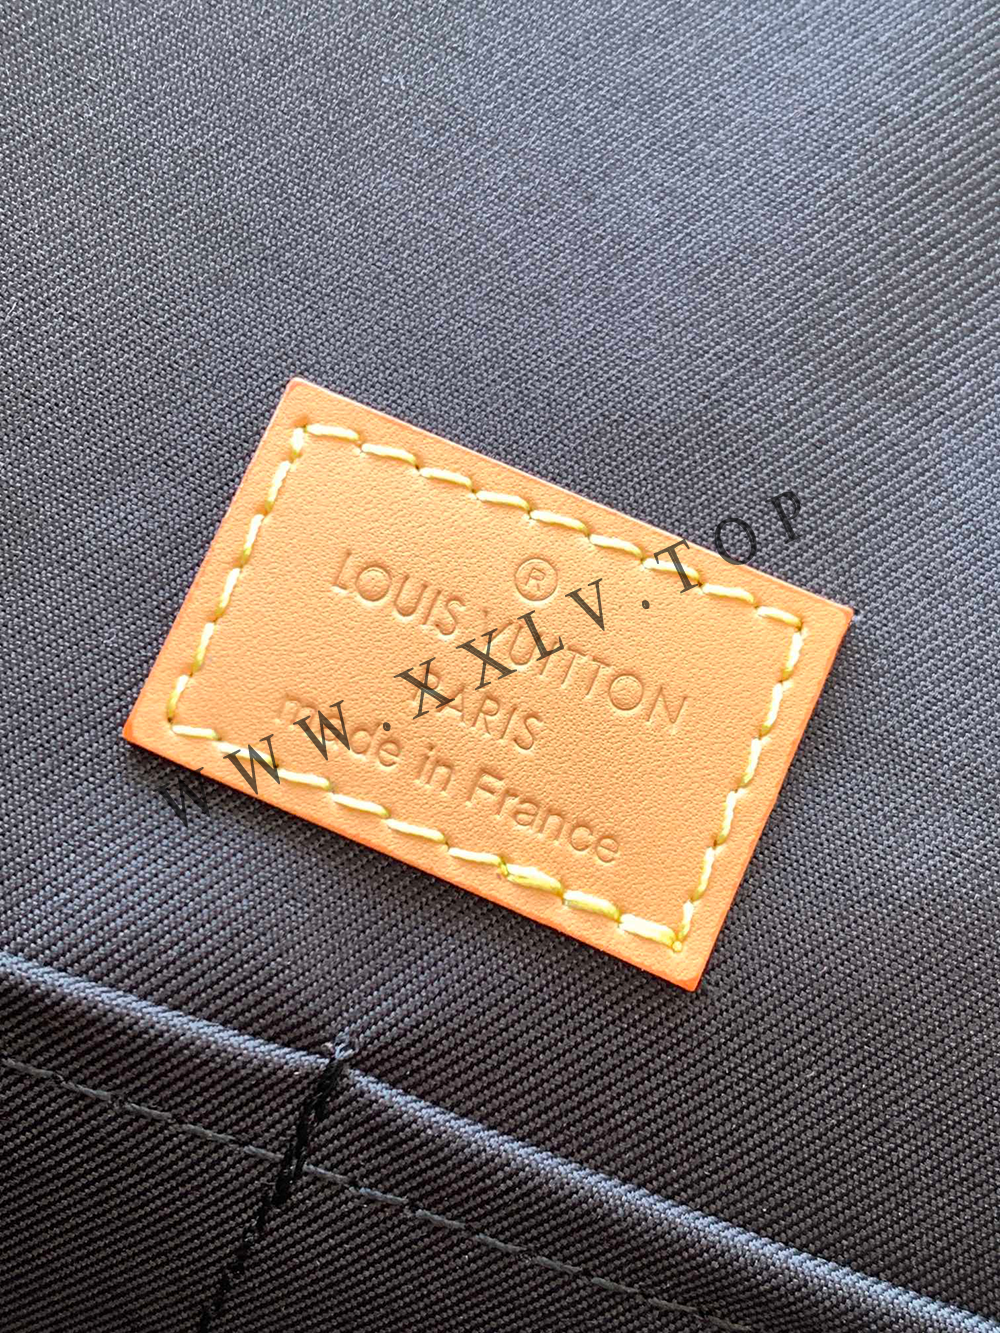 ®
LOUIS VUITTON
PARIS
made in France
WWW.XXLV.TOP